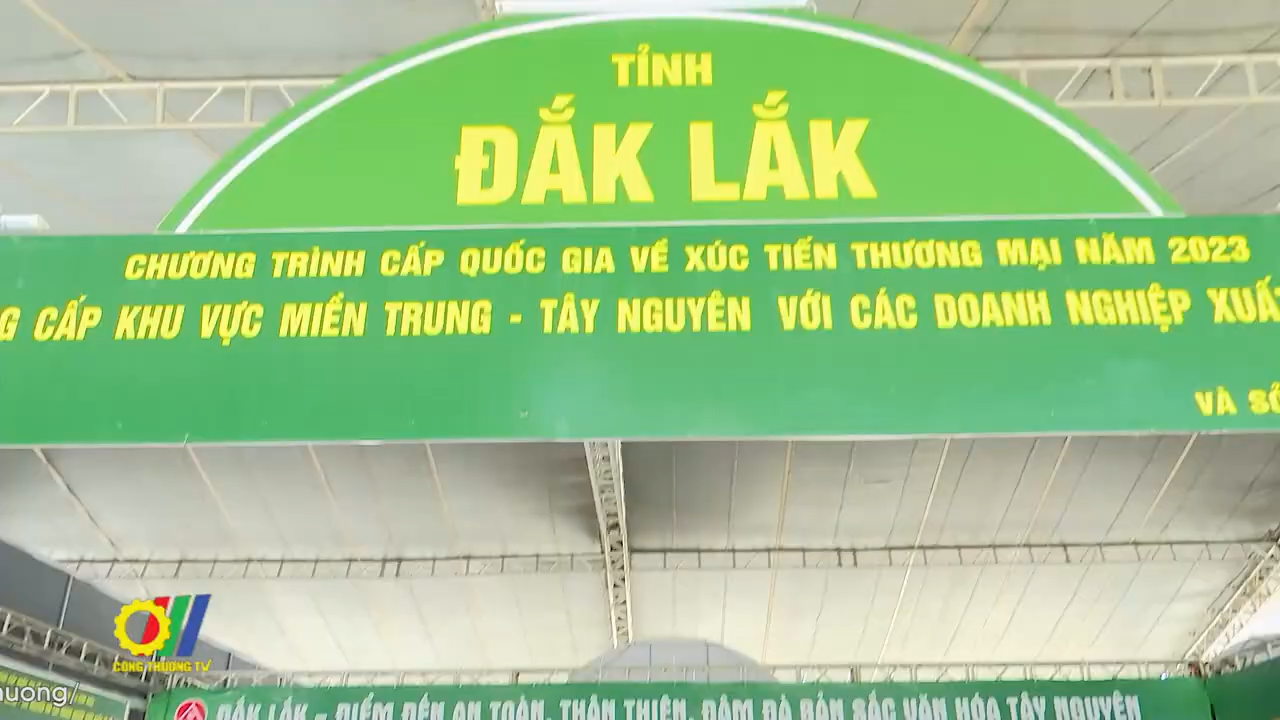 TỈNH
ĐẮK LẮK
CHƯƠNG TRÌNH CẤP QUỐC GIA VỀ XÚC TIẾN THƯƠNG MẠI NĂM 2023
CẤP KHU VỰC MIỀN TRUNG - TÂY NGUYÊN VỚI CÁC DOANH NGHIỆP
VÀ
CÔNG THƯƠNG TV
ĐẮK LẮK - ĐIỂM ĐẾN AN TOÀN, THÂN THIỆN, ĐẬM ĐÀ BẢN SẮC VĂN HÓA TÂY NGUYÊN